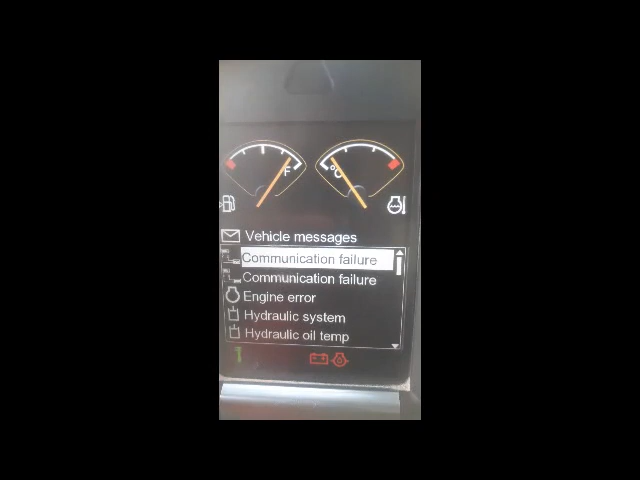 F
°C
Vehicle messages
Communication failure
Communication failure
Engine error
Hydraulic system
Hydraulic oil temp